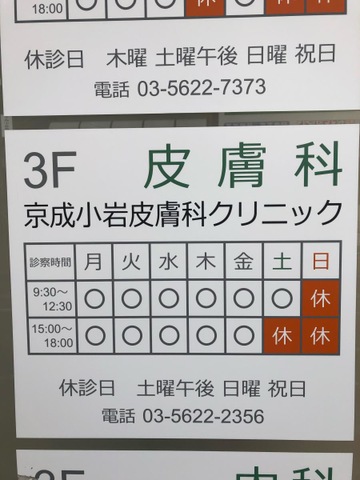 18:00 ○ ○ ○ 休 ○ 休 休
休診日 木曜 土曜午後 日曜 祝日
電話 03-5622-7373
3F 皮膚科
京成小岩皮膚科クリニック
診察時間 月 火 水 木 金 土 日
9:30～12:30 ○ ○ ○ ○ ○ ○ 休
15:00～18:00 ○ ○ ○ ○ ○ 休 休
休診日 土曜午後 日曜 祝日
電話 03-5622-2356